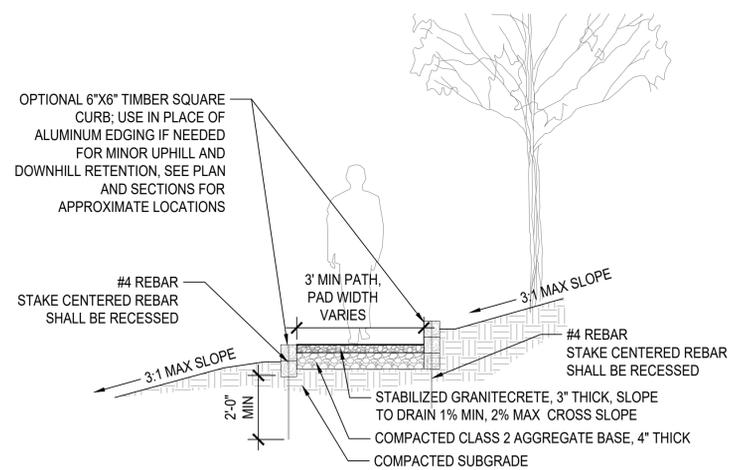 OPTIONAL 6"X6" TIMBER SQUARE
CURB; USE IN PLACE OF
ALUMINUM EDGING IF NEEDED
FOR MINOR UPHILL AND
DOWNHILL RETENTION, SEE PLAN
AND SECTIONS FOR
APPROXIMATE LOCATIONS
#4 REBAR
STAKE CENTERED REBAR
SHALL BE RECESSED
3' MIN PATH,
PAD WIDTH
VARIES
3:1 MAX SLOPE
#4 REBAR
STAKE CENTERED REBAR
SHALL BE RECESSED
3:1 MAX SLOPE
2'-0"
MIN
STABILIZED GRANITECRETE, 3" THICK, SLOPE
TO DRAIN 1% MIN, 2% MAX CROSS SLOPE
COMPACTED CLASS 2 AGGREGATE BASE, 4" THICK
COMPACTED SUBGRADE